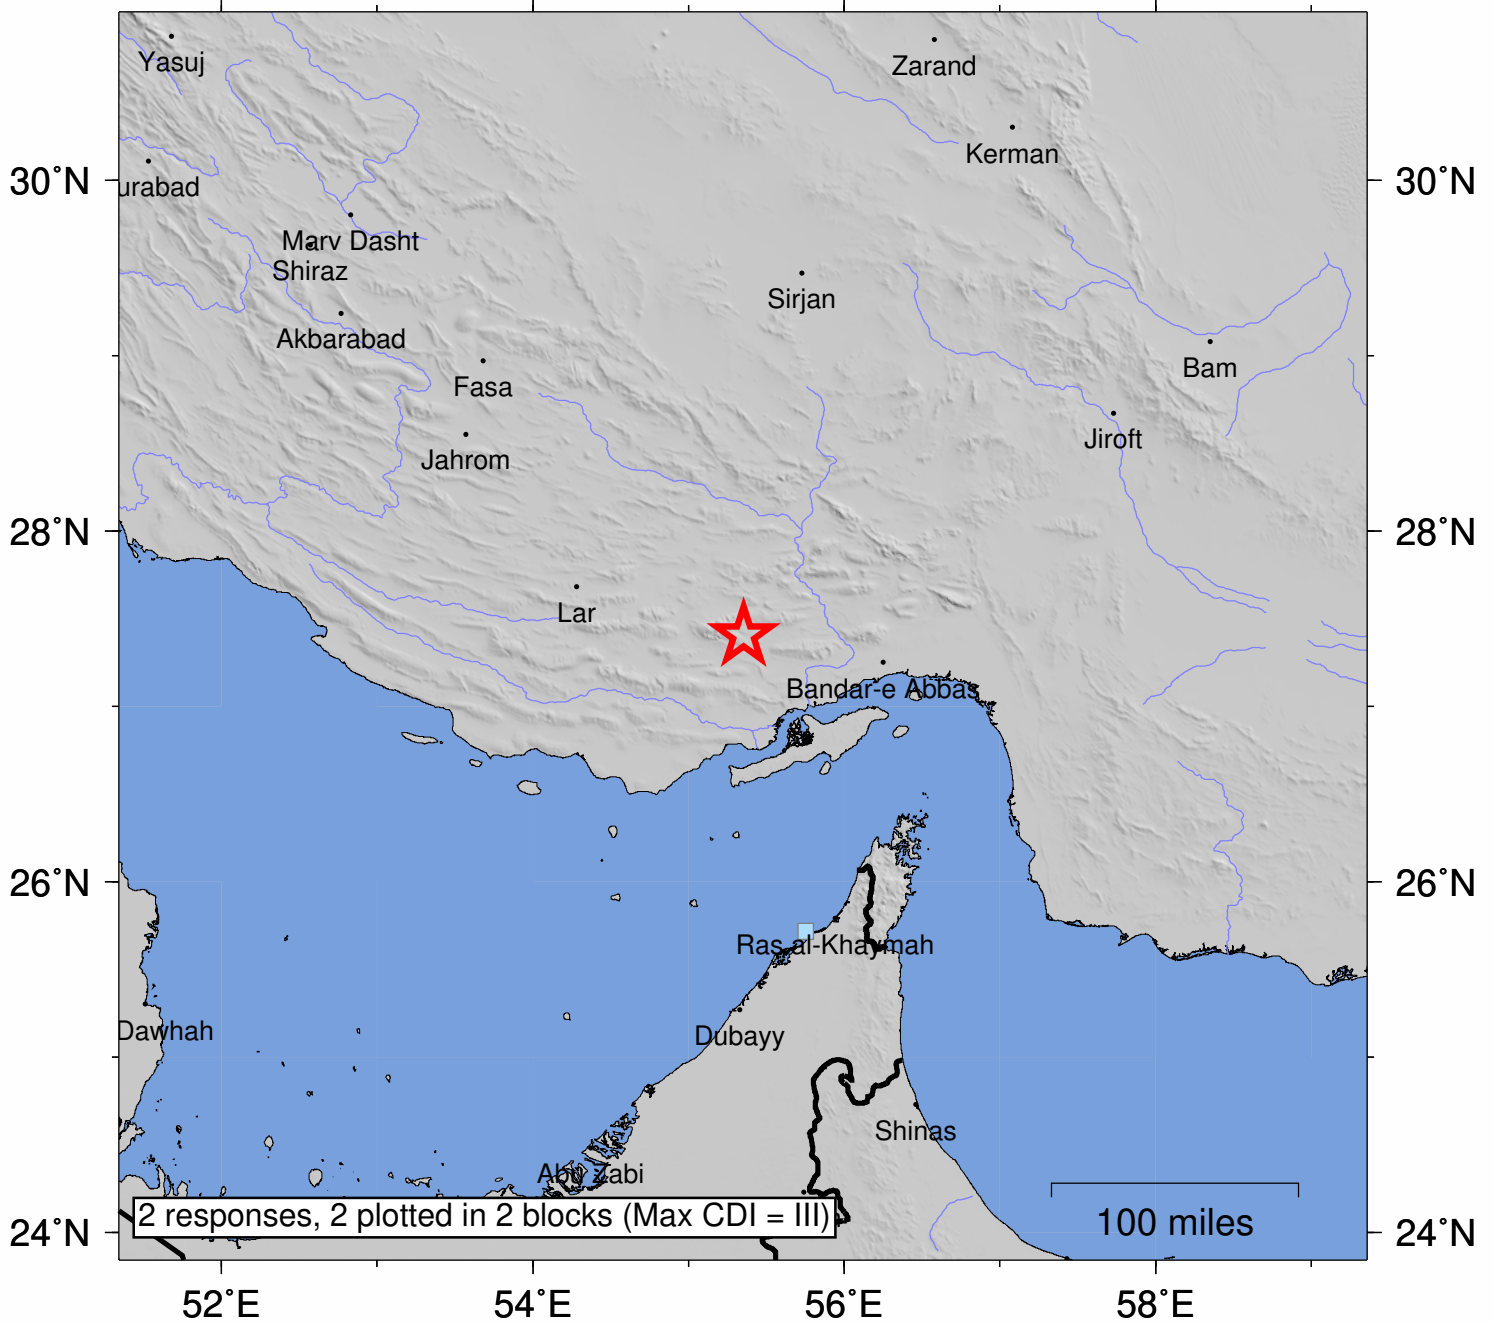 Yasuj
Zarand
Kerman
30°N
urabad
30°N
Marv Dasht
Shiraz
Sirjan
Akbarabad
Bam
Fasa
Jiroft
Jahrom
28°N
28°N
Lar
Bandar-e Abbas
26°N
26°N
Ras al-Khaymah
Dawhah
Dubayy
Shinas
Abu Zabi
2 responses, 2 plotted in 2 blocks (Max CDI = III)
100 miles
24°N
24°N
52°E
54°E
56°E
58°E